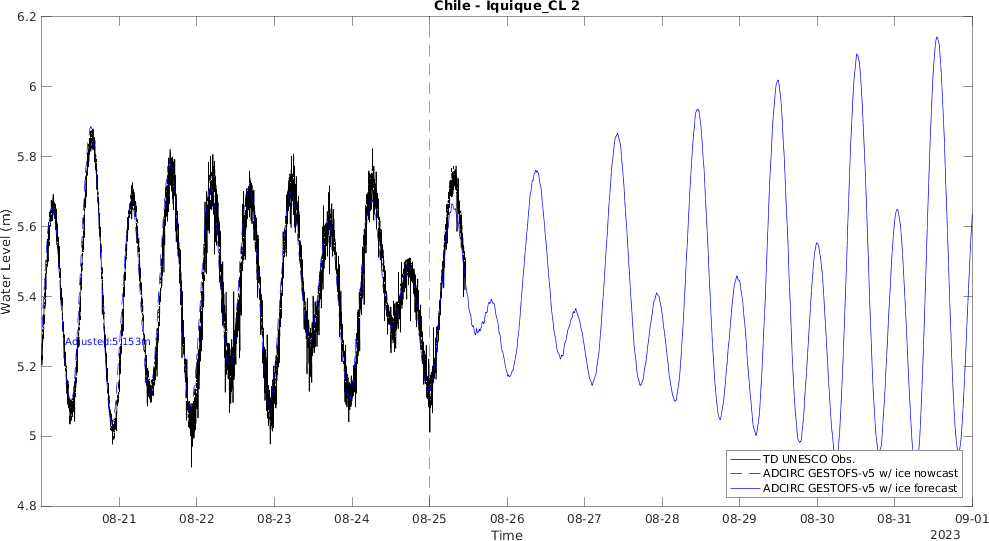 Chile - Iquique_CL 2
6.2
6
5.8
5.6
5.4
5.2
5
4.8
Water Level (m)
Adjusted:5.153m
TD UNESCO Obs.
ADCIRC GESTOFS-v5 w/ ice nowcast
ADCIRC GESTOFS-v5 w/ ice forecast
08-21 08-22 08-23 08-24 08-25 08-26 08-27 08-28 08-29 08-30 08-31 09-01
Time
2023